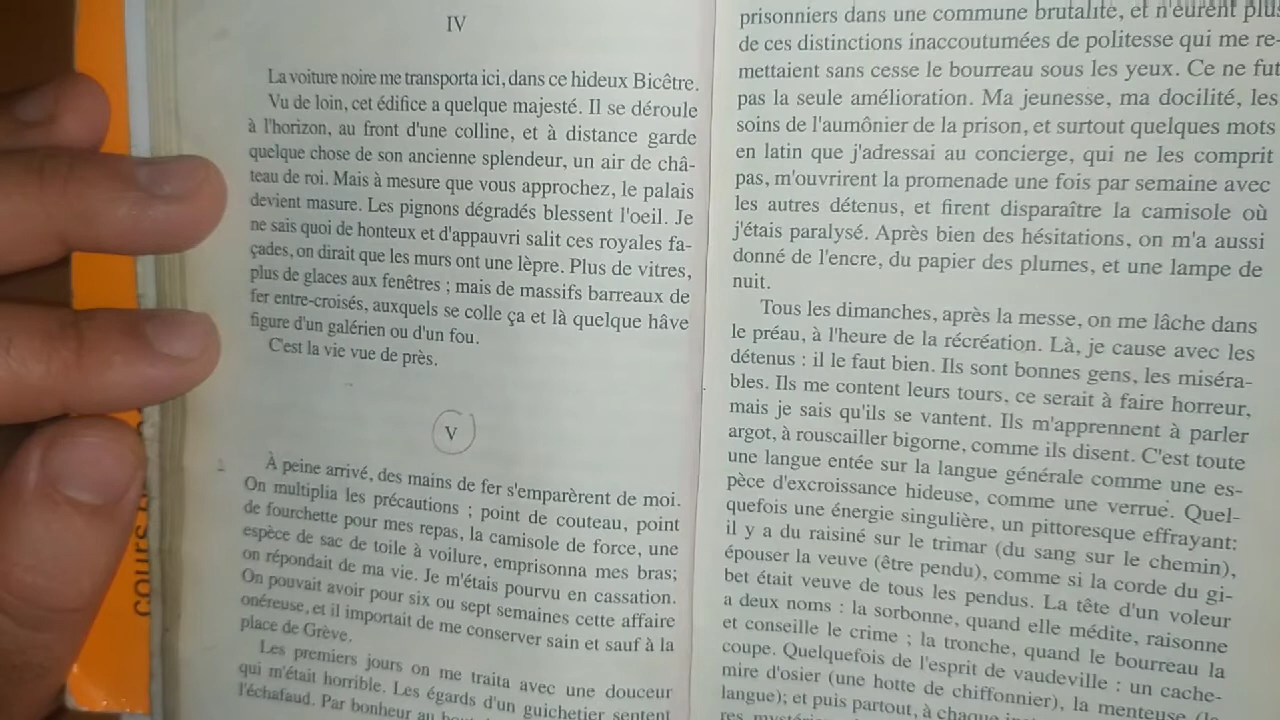 IV
La voiture noire me transporta ici, dans ce hideux Bicêtre.
Vu de loin, cet édifice a quelque majesté. Il se déroule
à l'horizon, au front d'une colline, et à distance garde
quelque chose de son ancienne splendeur, un air de châ-
teau de roi. Mais à mesure que vous approchez, le palais
devient masure. Les pignons dégradés blessent l'oeil. Je
ne sais quoi de honteux et d'appauvri salit ces royales fa-
çades, on dirait que les murs ont une lèpre. Plus de vitres,
plus de glaces aux fenêtres ; mais de massifs barreaux de
fer entre-croisés, auxquels se colle ça et là quelque hâve
figure d'un galérien ou d'un fou.
C'est la vie vue de près.
V
À peine arrivé, des mains de fer s'emparèrent de moi.
On multiplia les précautions ; point de couteau, point
de fourchette pour mes repas, la camisole de force, une
espèce de sac de toile à voilure, emprisonna mes bras;
on répondait de ma vie. Je m'étais pourvu en cassation.
On pouvait avoir pour six ou sept semaines cette affaire
onéreuse, et il importait de me conserver sain et sauf à la
place de Grève.
Les premiers jours on me traita avec une douceur
qui m'était horrible. Les égards d'un guichetier sentent
l'échafaud. Par bonheur au
prisonniers dans une commune brutalité, et n'eurent plus
de ces distinctions inaccoutumées de politesse qui me re-
mettaient sans cesse le bourreau sous les yeux. Ce ne fut
pas la seule amélioration. Ma jeunesse, ma docilité, les
soins de l'aumônier de la prison, et surtout quelques mots
en latin que j'adressai au concierge, qui ne les comprit
pas, m'ouvrirent la promenade une fois par semaine avec
les autres détenus, et firent disparaître la camisole où
j'étais paralysé. Après bien des hésitations, on m'a aussi
donné de l'encre, du papier des plumes, et une lampe de
nuit.
Tous les dimanches, après la messe, on me lâche dans
le préau, à l'heure de la récréation. Là, je cause avec les
détenus : il le faut bien. Ils sont bonnes gens, les miséra-
bles. Ils me content leurs tours, ce serait à faire horreur,
mais je sais qu'ils se vantent. Ils m'apprennent à parler
argot, à rouscailler bigorne, comme ils disent. C'est toute
une langue entée sur la langue générale comme une es-
pèce d'excroissance hideuse, comme une verrue. Quel-
quefois une énergie singulière, un pittoresque effrayant:
il y a du raisiné sur le trimar (du sang sur le chemin),
épouser la veuve (être pendu), comme si la corde du gi-
bet était veuve de tous les pendus. La tête d'un voleur
a deux noms : la sorbonne, quand elle médite, raisonne
et conseille le crime ; la tronche, quand le bourreau la
coupe. Quelquefois de l'esprit de vaudeville : un cache-
mire d'osier (une hotte de chiffonnier), la menteuse (la
langue); et puis partout, à chaque
cours